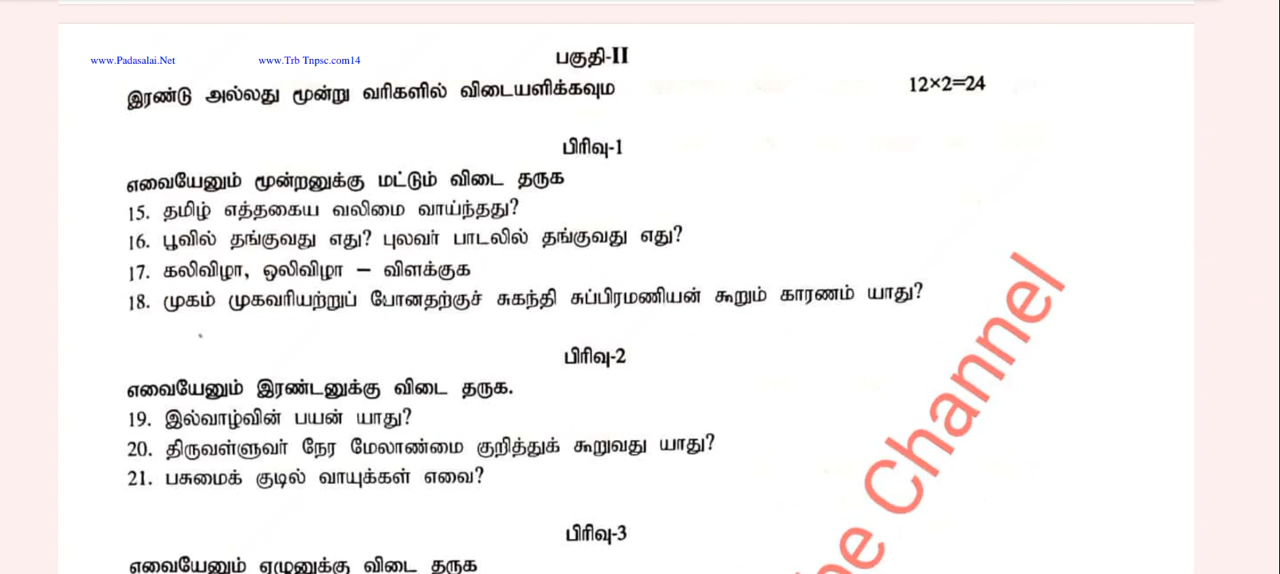 www.Padasalai.Net www.Trb Tnpsc.com14
பகுதி-II
இரண்டு அல்லது மூன்று வரிகளில் விடையளிக்கவும 12×2=24
பிரிவு-1
எவையேனும் மூன்றனுக்கு மட்டும் விடை தருக
15. தமிழ் எத்தகைய வலிமை வாய்ந்தது?
16. பூவில் தங்குவது எது? புலவர் பாடலில் தங்குவது எது?
17. கலிவிழா, ஒலிவிழா – விளக்குக
18. முகம் முகவரியற்றுப் போனதற்குச் சுகந்தி சுப்பிரமணியன் கூறும் காரணம் யாது?
பிரிவு-2
எவையேனும் இரண்டனுக்கு விடை தருக.
19. இல்வாழ்வின் பயன் யாது?
20. திருவள்ளுவர் நேர மேலாண்மை குறித்துக் கூறுவது யாது?
21. பசுமைக் குடில் வாயுக்கள் எவை?
பிரிவு-3
எவையேனும் ஏழுனுக்கு விடை தருக
Channel